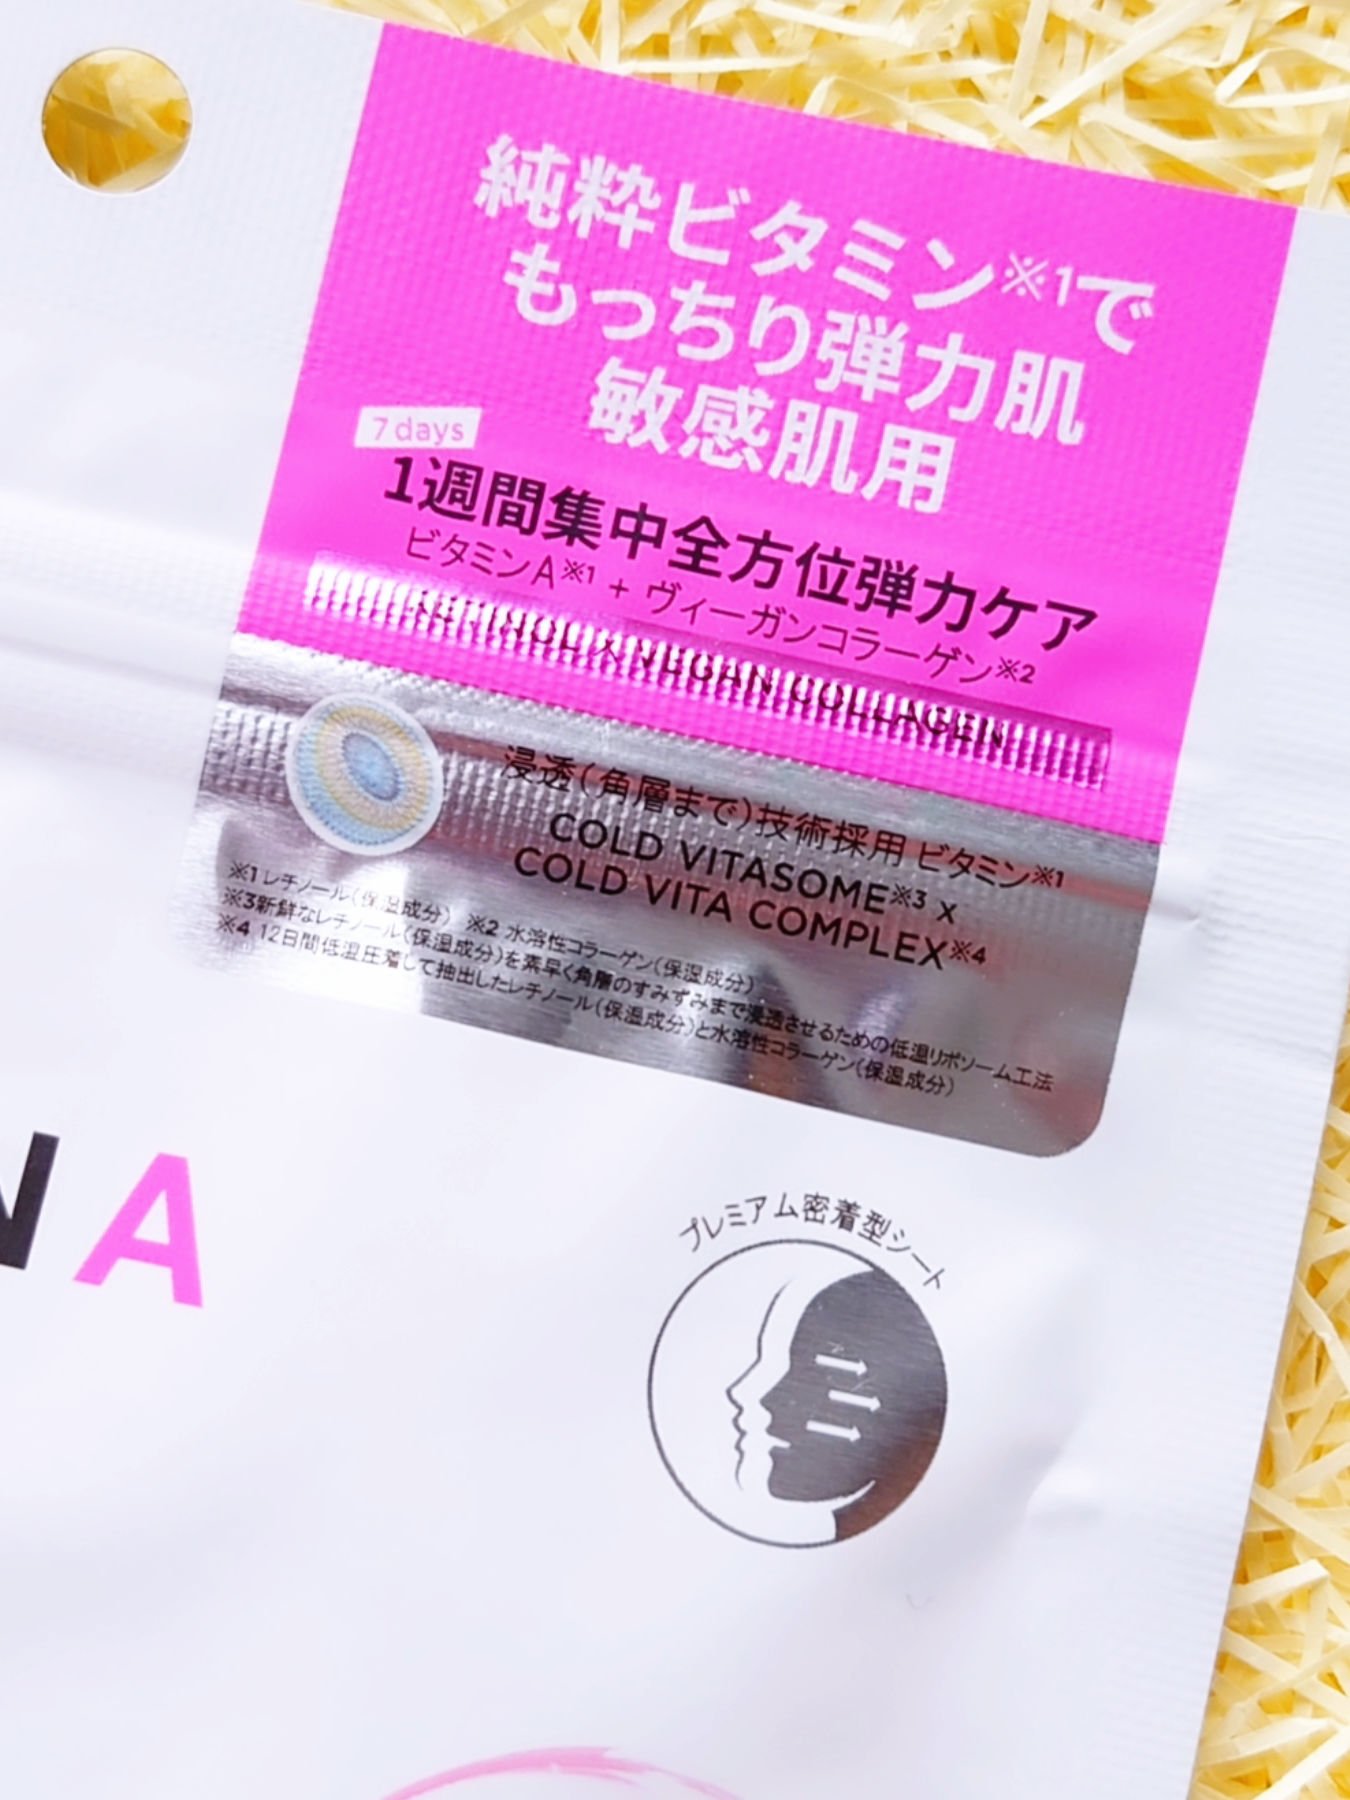 純粋ビタミン※1で
もっちり弾力肌
敏感肌用
7 days
1週間集中全方位弾力ケア
ビタミンA※1 + ヴィーガンコラーゲン※2
RETINOL X VEGAN COLLAGEN
浸透(角層まで)技術採用 ビタミン※1
COLD VITASOME※3 x
COLD VITA COMPLEX※4
※1 レチノール(保湿成分) ※2 水溶性コラーゲン(保湿成分)
※3新鮮なレチノール(保湿成分)を素早く角層のすみずみまで浸透させるための低温リポソーム工法
※4 12日間低温圧着して抽出したレチノール(保湿成分)と水溶性コラーゲン(保湿成分)
NA
プレミアム密着型シート